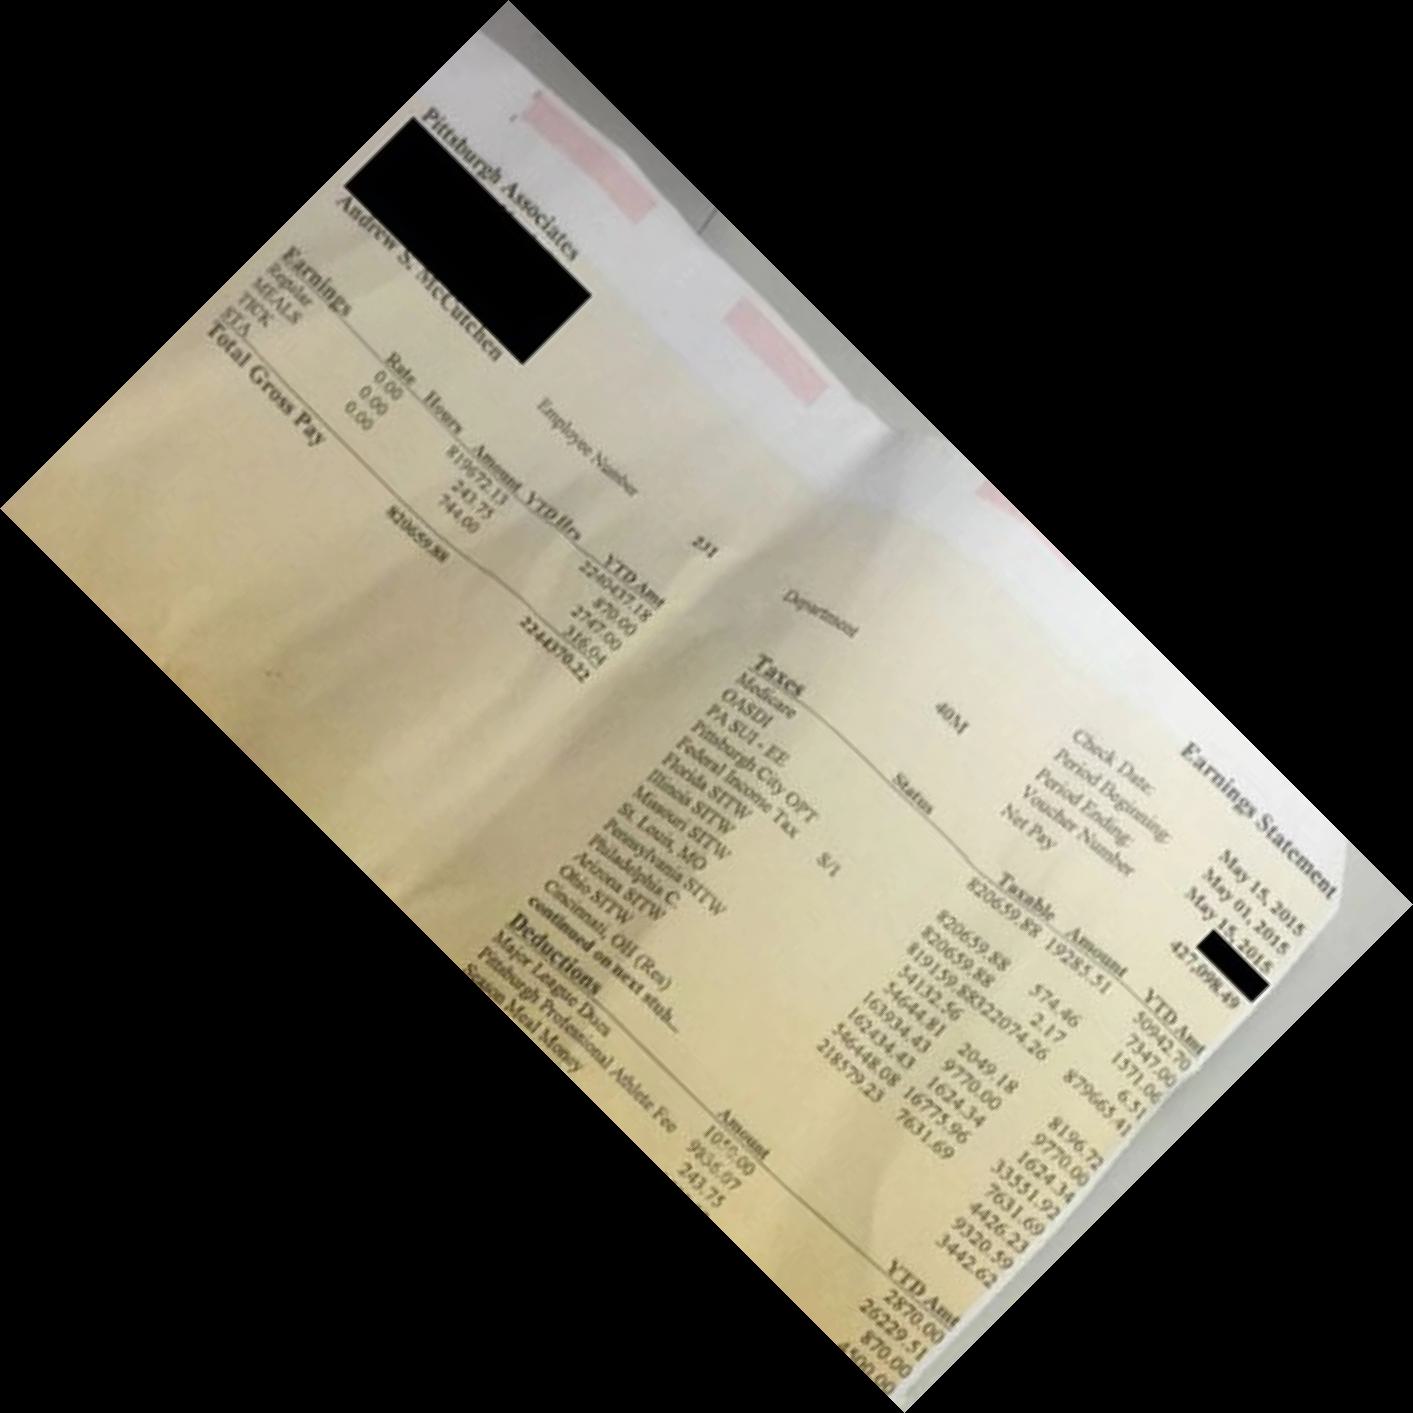 Pittsburgh Associates
Earnings Statement
Andrew S. McCutchen
Employee Number 231 Department 40M
Check Date: May 15, 2015
Period Beginning: May 01, 2015
Period Ending: May 15, 2015
Voucher Number
Net Pay 427,098.49
Earnings Rate Hours Amount YTD Hrs YTD Amt
Regular 0.00 819672.13 2240437.18
MEALS 0.00 243.75 870.00
TICK 0.00 744.00 2747.00
STA 316.04
Total Gross Pay 820659.88 2244370.22
Taxes Status Taxable Amount YTD Amt
Medicare 820659.88 19285.51 50942.70
OASDI 7347.00
PA SUI - EE 820659.88 574.46 1571.06
Pittsburgh City OPT 820659.88 2.17 6.51
Federal Income Tax S/1 819159.88 322074.26 879665.41
Florida SITW 54132.56
Illinois SITW 54644.81 2049.18 8196.72
Missouri SITW 163934.43 9770.00 9770.00
St. Louis, MO 162434.43 1624.34 1624.34
Pennsylvania SITW 546448.08 16775.96 33551.92
Philadelphia C. 218579.23 7631.69 7631.69
Arizona SITW 4426.23
Ohio SITW 9320.59
Cincinnati, OH (Res) 3442.62
continued on next stub...
Deductions Amount YTD Amt
Major League Dues 1050.00 2870.00
Pittsburgh Professional Athlete Fee 9836.07 26229.51
Season Meal Money 243.75 870.00
4500.00